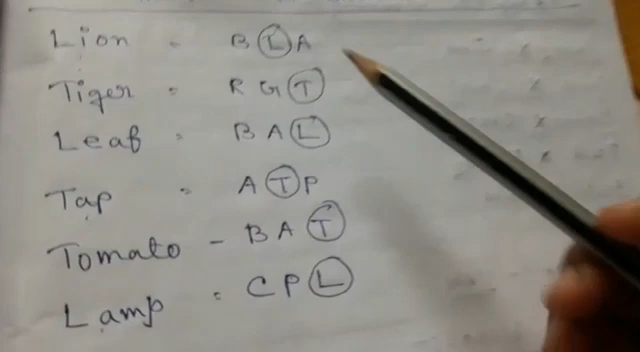 Lion = B L A
Tiger = R G T
Leaf = B A L
Tap = A T P
Tomato - B A T
Lamp = C P L